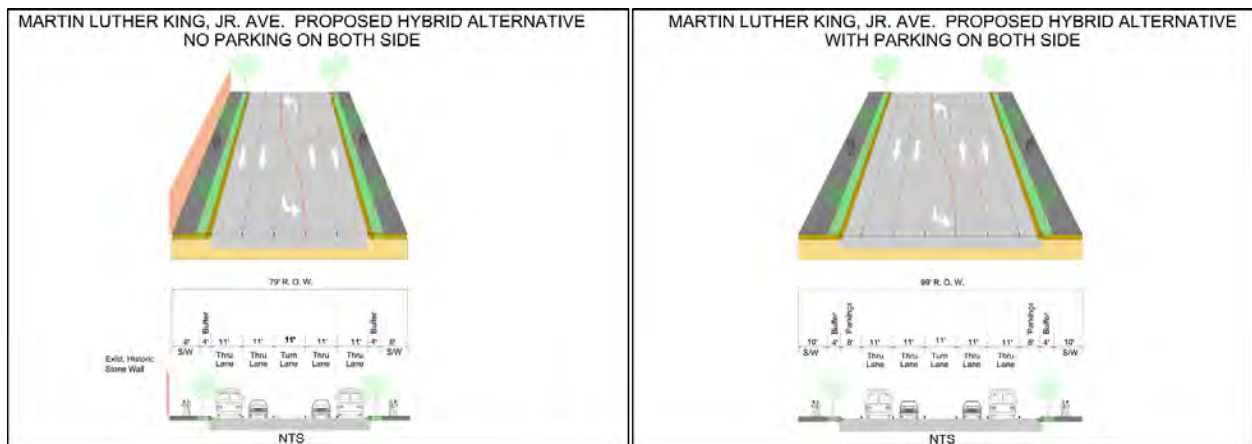 MARTIN LUTHER KING, JR. AVE.  PROPOSED HYBRID ALTERNATIVE
NO PARKING ON BOTH SIDE
79' R. O. W.
Buffer
Buffer
4'
11'
11'
11'
11'
11'
4'
S/W
Thru
Lane
Thru
Lane
Turn
Lane
Thru
Lane
Thru
Lane
S/W
Exist. Historic
Stone Wall
NTS
MARTIN LUTHER KING, JR. AVE.  PROPOSED HYBRID ALTERNATIVE
WITH PARKING ON BOTH SIDE
99' R. O. W.
Buffer
Parkings
Parkings
Buffer
10'
4'
8'
11'
11'
11'
11'
11'
8'
4'
10'
S/W
Thru
Lane
Thru
Lane
Turn
Lane
Thru
Lane
Thru
Lane
S/W
NTS